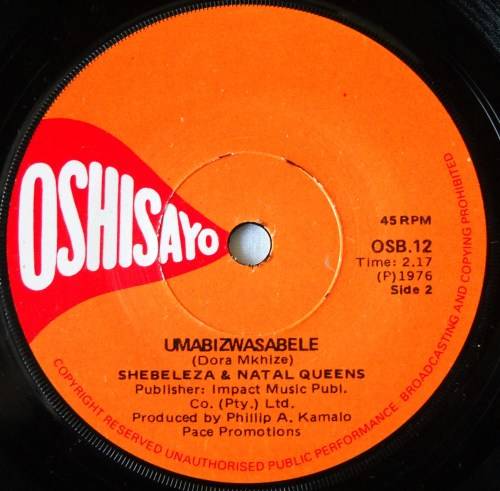 OSHISAYO
45 RPM
OSB.12
Time: 2.17
(P)1976
Side 2
UMABIZWASABELE
(Dora Mkhize)
SHEBELEZA & NATAL QUEENS
Publisher: Impact Music Publ.
Co. (Pty.) Ltd.
Produced by Phillip A. Kamalo
Pace Promotions
COPYRIGHT RESERVED UNAUTHORISED PUBLIC PERFORMANCE. BROADCASTING AND COPYING PROHIBITED